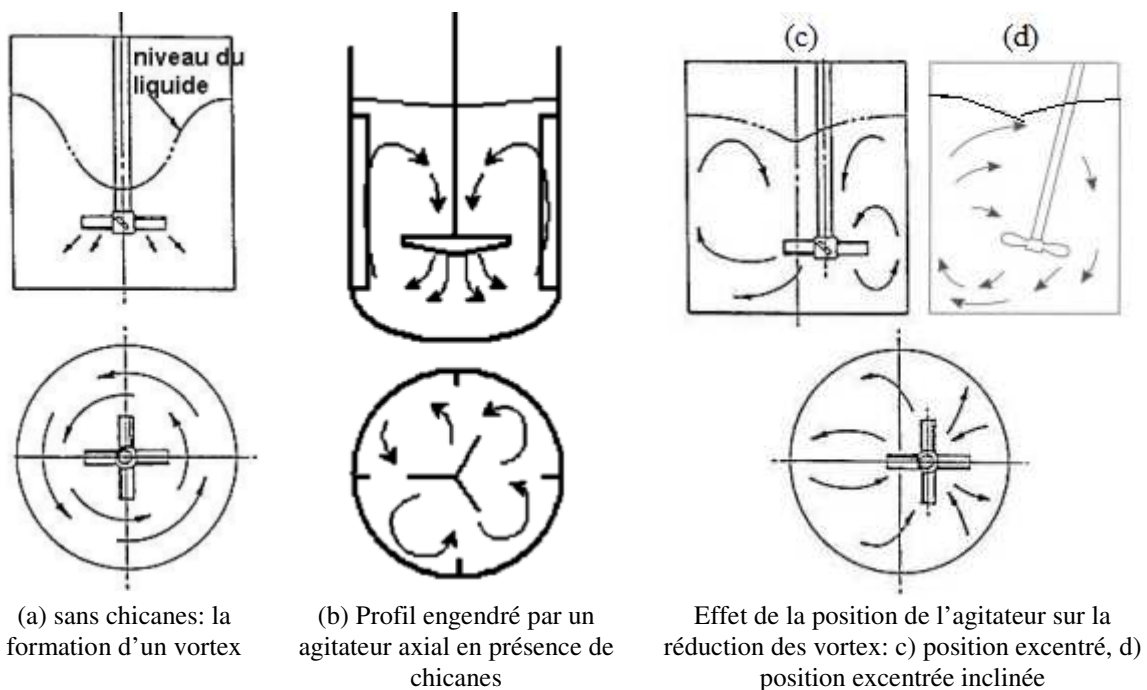 (c)
(d)
niveau du
liquide
(a) sans chicanes: la
formation d'un vortex
(b) Profil engendré par un
agitateur axial en présence de
chicanes
Effet de la position de l'agitateur sur la
réduction des vortex: c) position excentré, d)
position excentrée inclinée